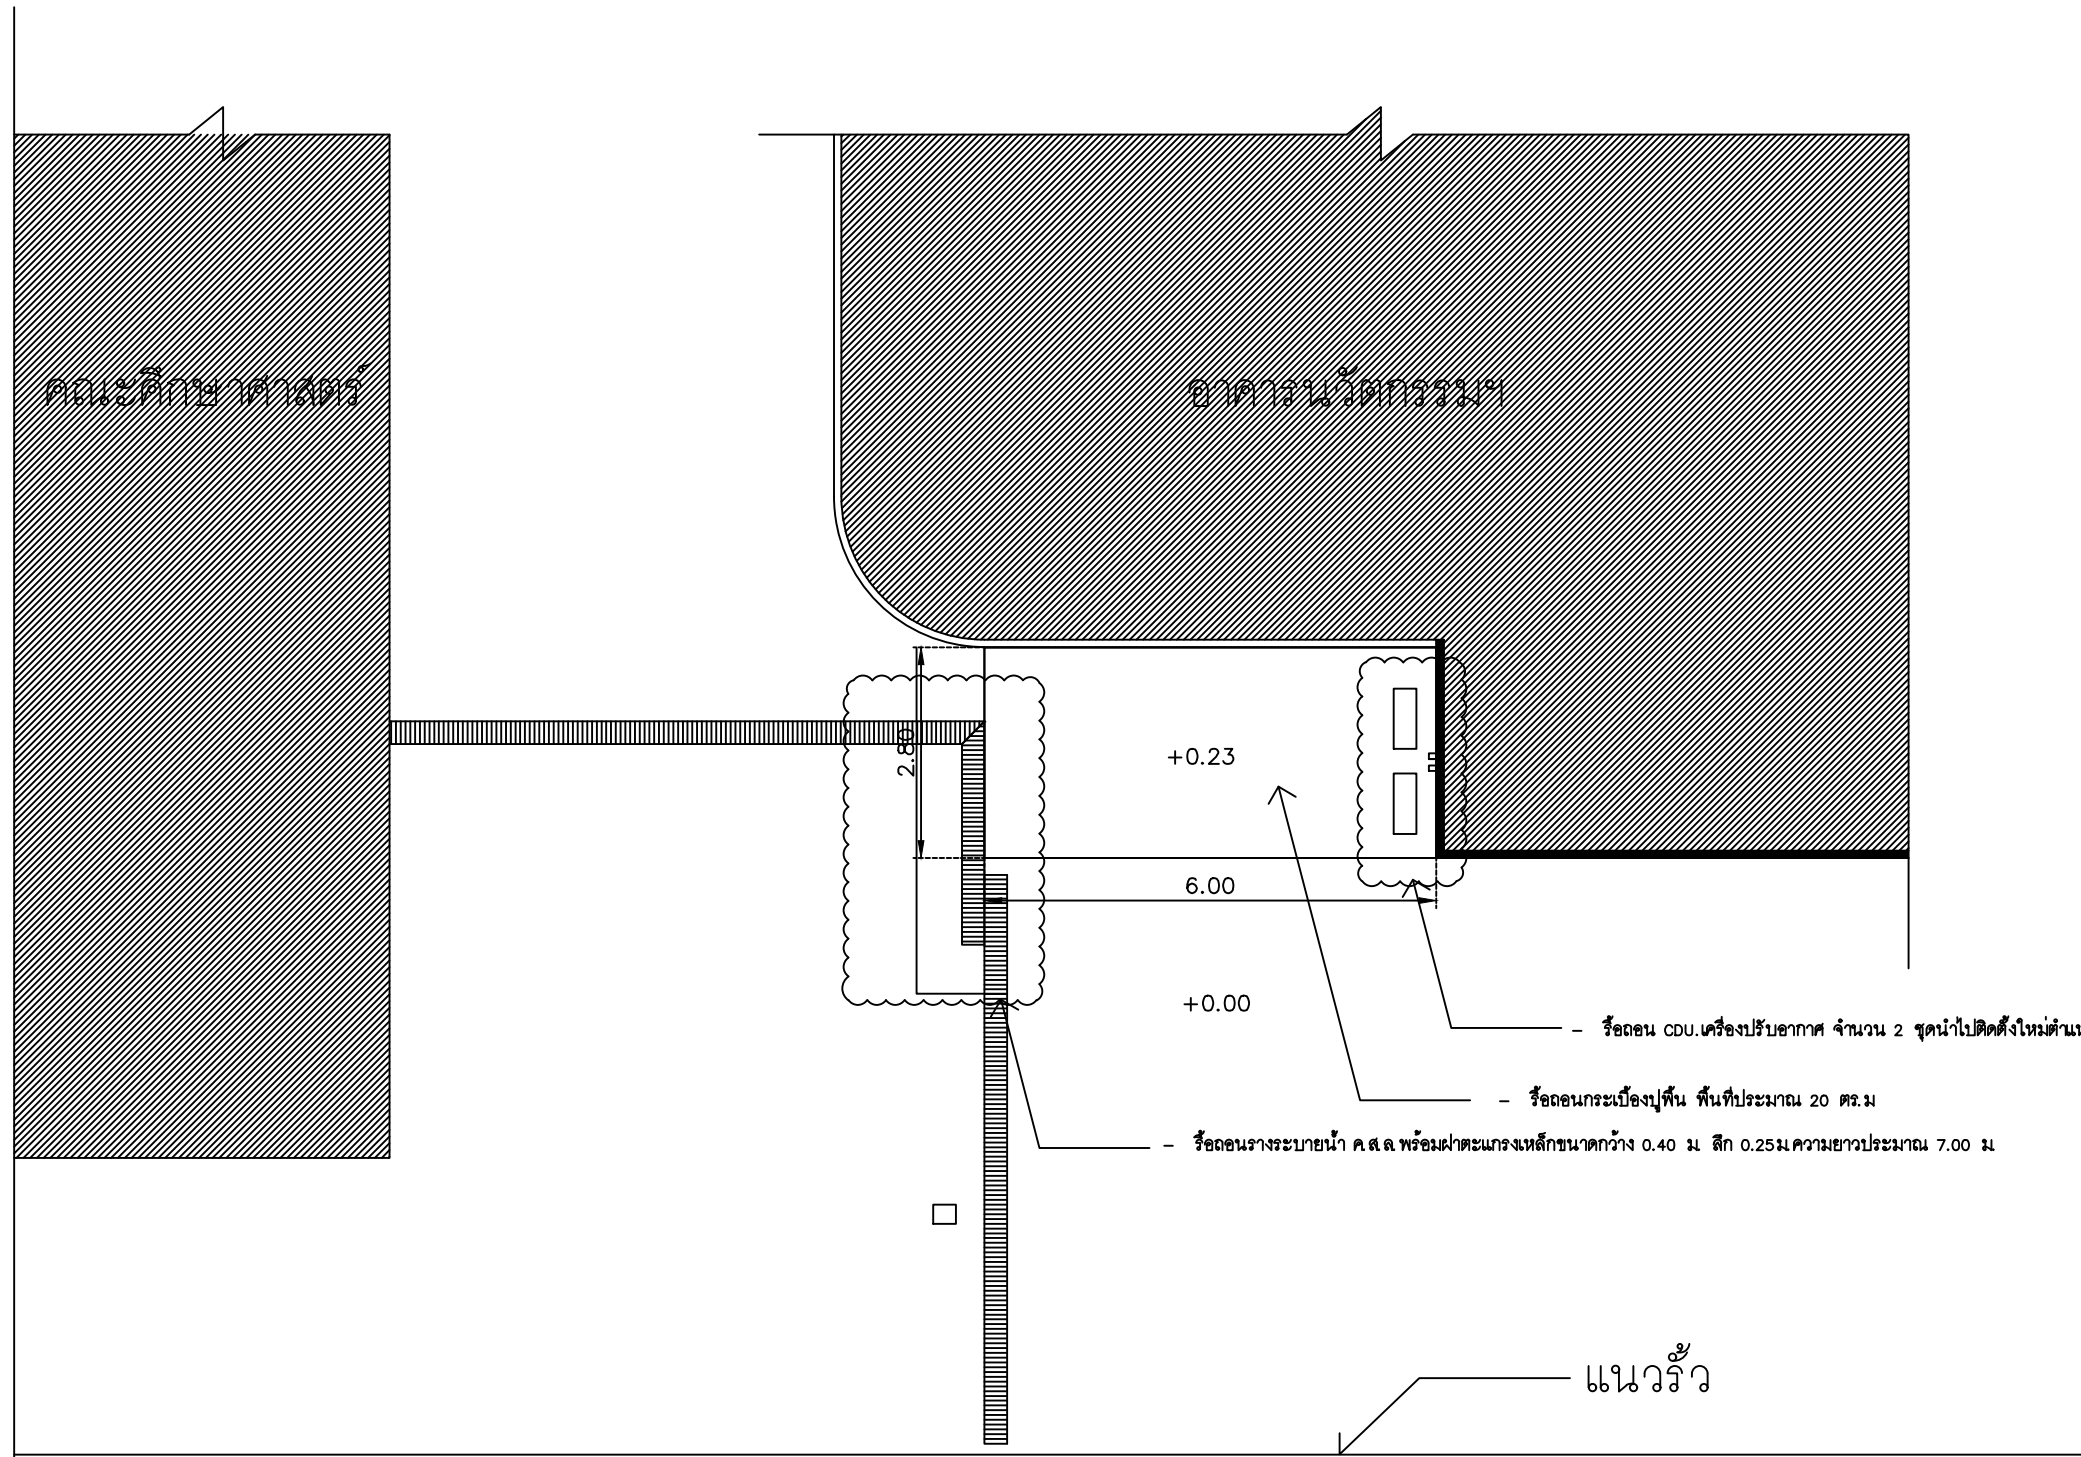 คณะศึกษาศาสตร์
อาคารนวัตกรรมฯ
2.80
+0.23
6.00
+0.00
- รื้อถอน CDU.เครื่องปรับอากาศ จำนวน 2 ชุดนำไปติดตั้งใหม่
- รื้อถอนกระเบื้องปูพื้น พื้นที่ประมาณ 20 ตร.ม
- รื้อถอนรางระบายน้ำ ค.ส.ล.พร้อมฝาตะแกรงเหล็กขนาดกว้าง 0.40 ม. ลึก 0.25ม.ความยาวประมาณ 7.00 ม.
แนวรั้ว